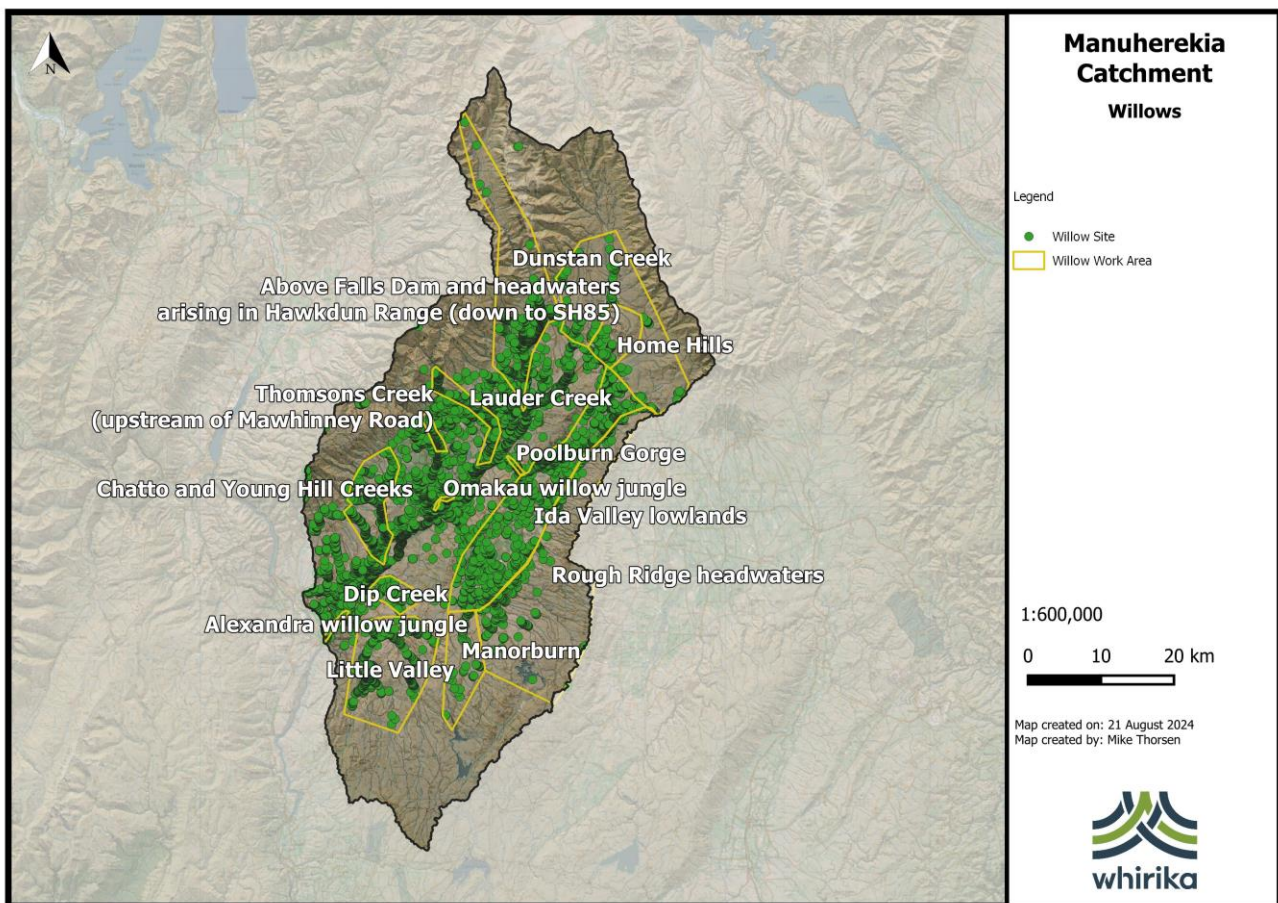 Manuherekia
Catchment
Willows
Legend
Willow Site
Willow Work Area
1:600,000
0 10 20 km
Map created on: 21 August 2024
Map created by: Mike Thorsen
whirika
N
Dunstan Creek
Above Falls Dam and headwaters
arising in Hawkdun Range (down to SH85)
Home Hills
Thomsons Creek
(upstream of Mawhinney Road)
Lauder Creek
Poolburn Gorge
Chatto and Young Hill Creeks
Omakau willow jungle
Ida Valley lowlands
Rough Ridge headwaters
Dip Creek
Alexandra willow jungle
Manorburn
Little Valley